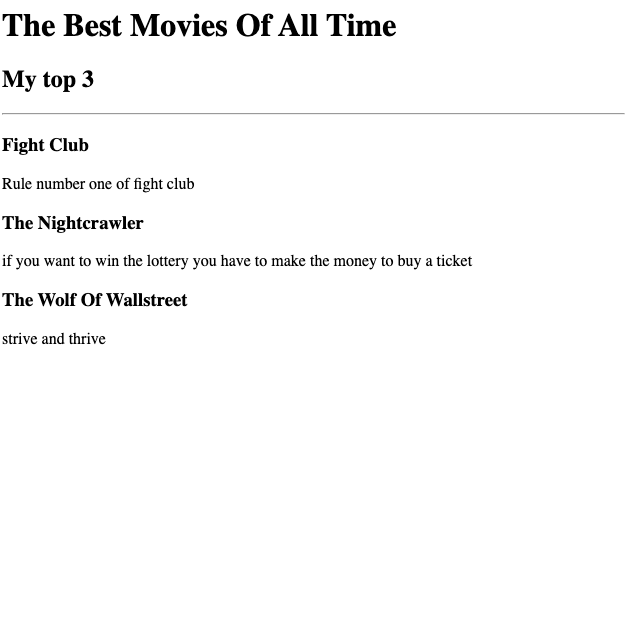 The Best Movies Of All Time
My top 3
Fight Club
Rule number one of fight club
The Nightcrawler
if you want to win the lottery you have to make the money to buy a ticket
The Wolf Of Wallstreet
strive and thrive